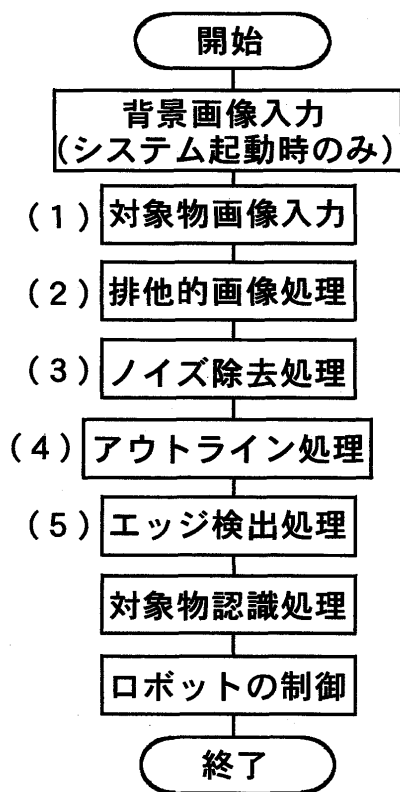 開始
背景画像入力
(システム起動時のみ)
(1) 対象物画像入力
(2) 排他的画像処理
(3) ノイズ除去処理
(4) アウトライン処理
(5) エッジ検出処理
対象物認識処理
ロボットの制御
終了